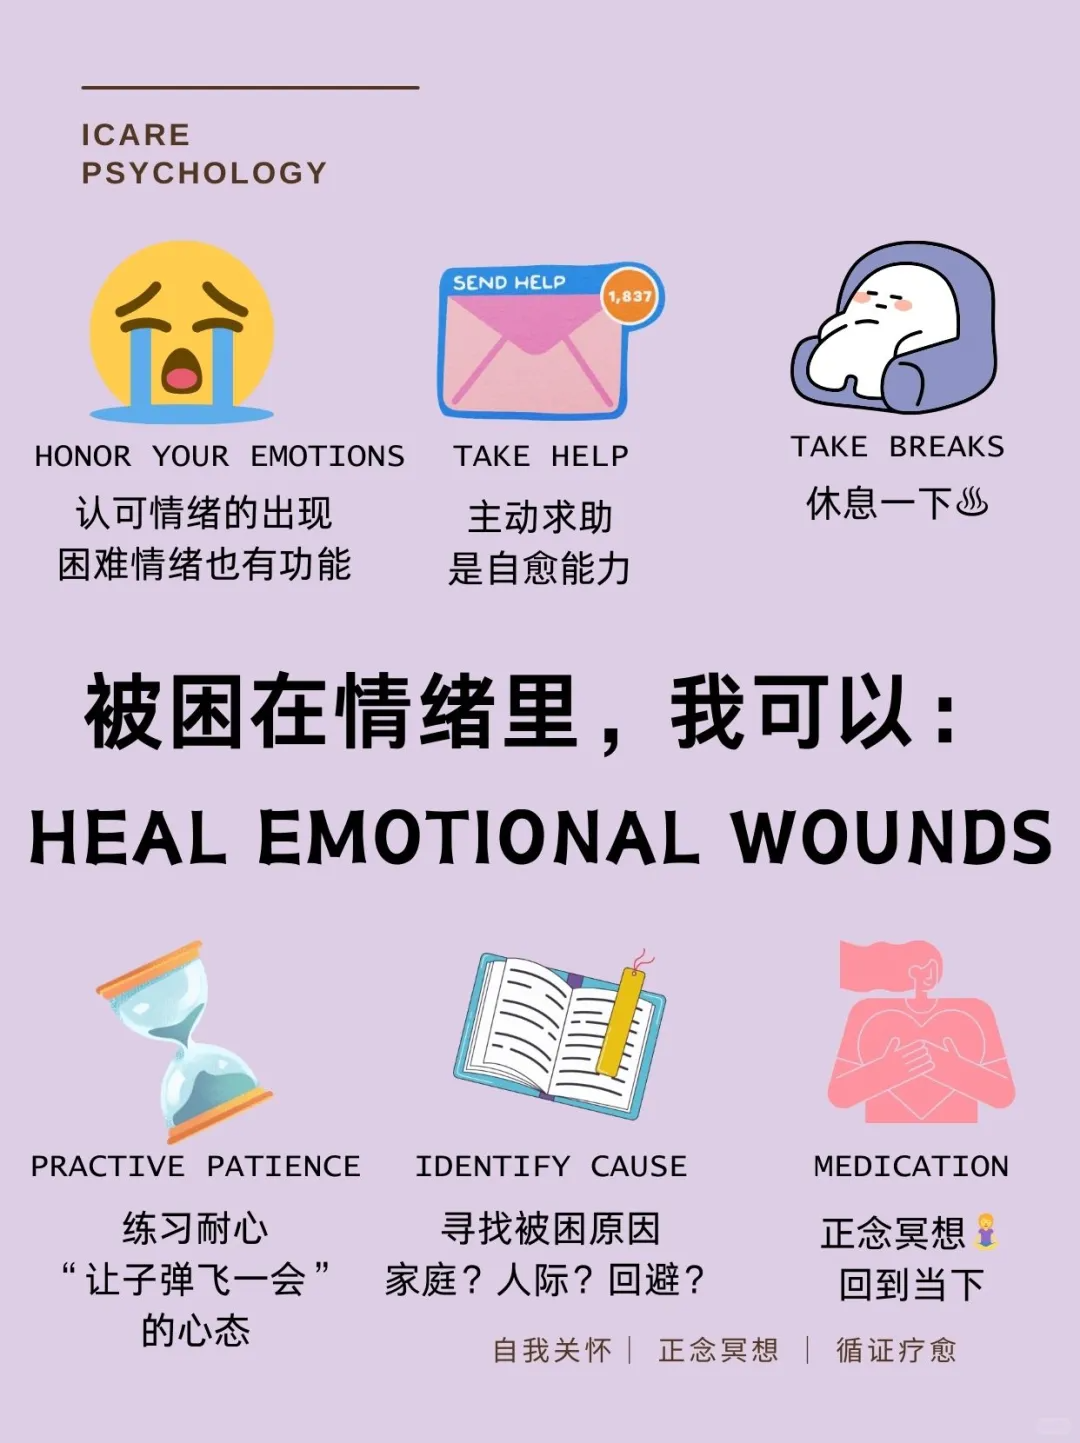 ICARE
PSYCHOLOGY
SEND HELP
1,837
HONOR YOUR EMOTIONS
认可情绪的出现
困难情绪也有功能
TAKE HELP
主动求助
是自愈能力
TAKE BREAKS
休息一下♨
被困在情绪里，我可以：
HEAL EMOTIONAL WOUNDS
PRACTIVE PATIENCE
练习耐心
“让子弹飞一会”
的心态
IDENTIFY CAUSE
寻找被困原因
家庭？人际？回避？
MEDICATION
正念冥想🧘
回到当下
自我关怀｜ 正念冥想 ｜ 循证疗愈